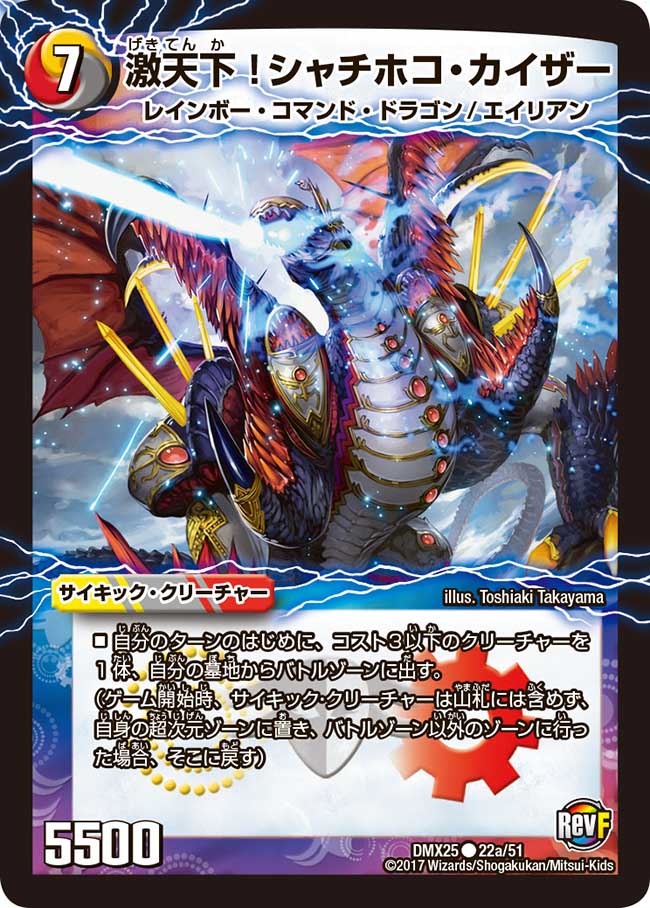 7
げきてんか
激天下!シャチホコ・カイザー
レインボー・コマンド・ドラゴン/エイリアン
サイキック・クリーチャー
illus. Toshiaki Takayama
■ 自分のターンのはじめに、コスト3以下のクリーチャーを
1体、自分の墓地からバトルゾーンに出す。
(ゲーム開始時、サイキック・クリーチャーは山札には含めず、
自身の超次元ゾーンに置き、バトルゾーン以外のゾーンに行っ
た場合、そこに戻す)
RevF
5500
DMX25 ● 22a/51
©2017 Wizards/Shogakukan/Mitsui-Kids